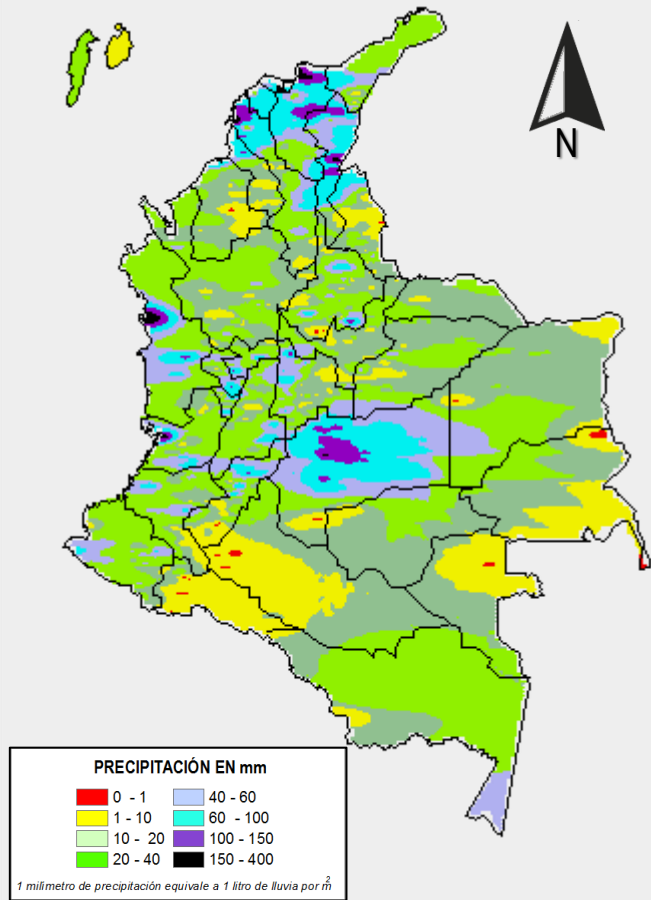 N
PRECIPITACIÓN EN mm
0 - 1
1 - 10
10 - 20
20 - 40
40 - 60
60 - 100
100 - 150
150 - 400
1 milimetro de precipitación equivale a 1 litro de lluvia por m2